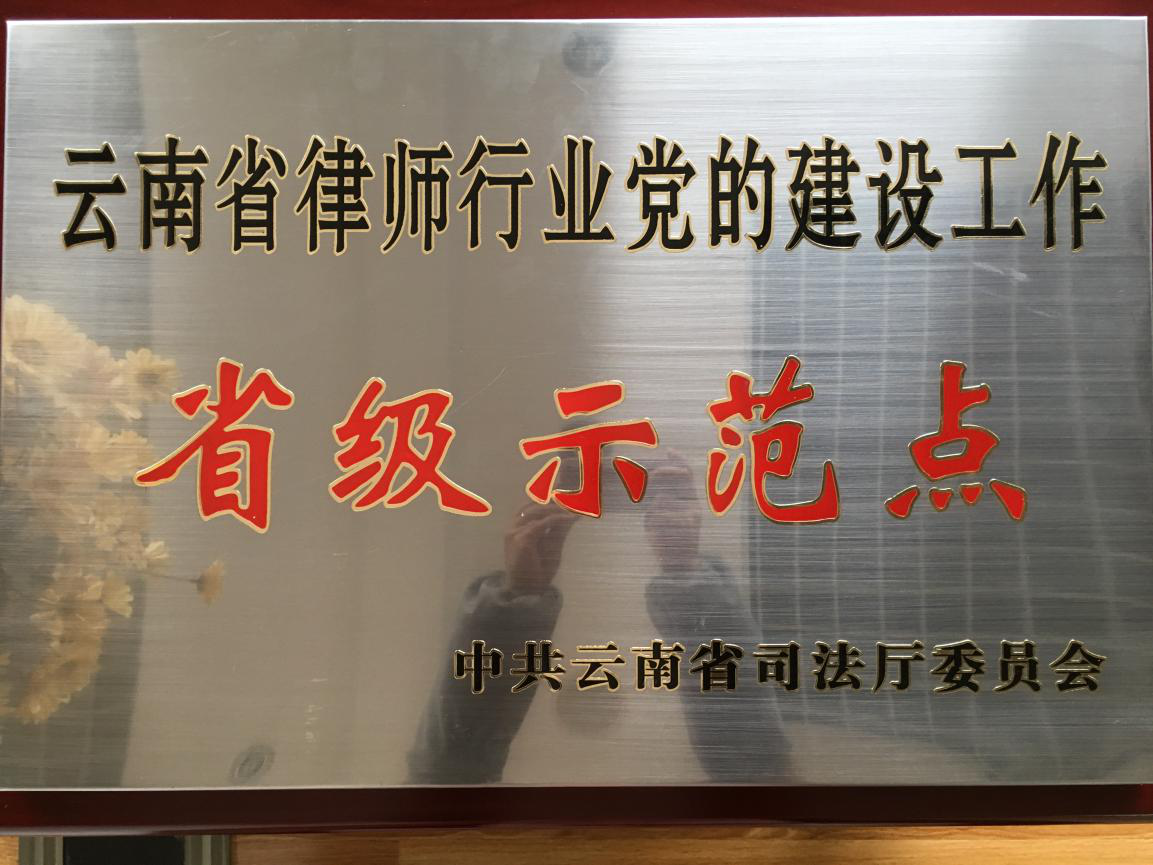 云南省律师行业党的建设工作
省级示范点
中共云南省司法厅委员会